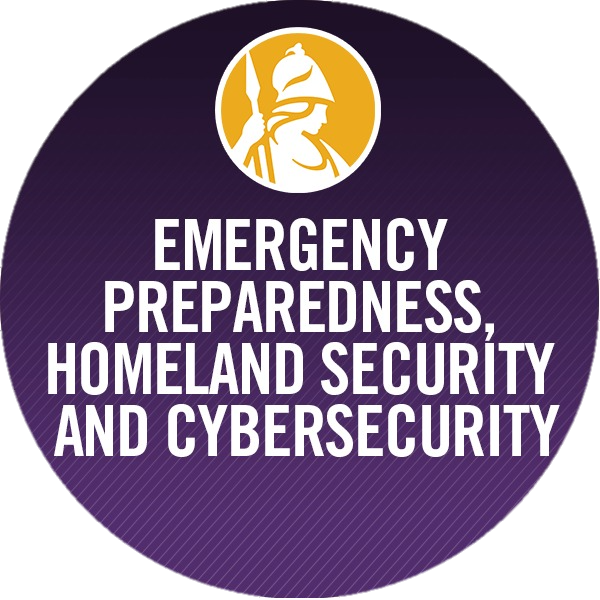 EMERGENCY
PREPAREDNESS,
HOMELAND SECURITY
AND CYBERSECURITY